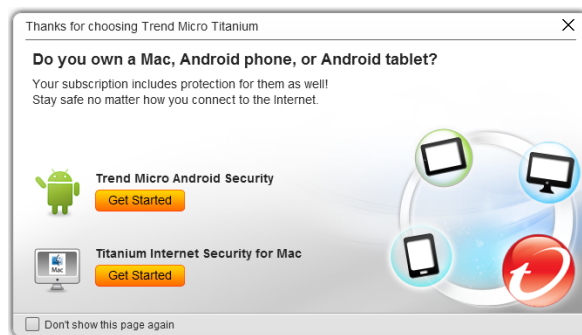 Thanks for choosing Trend Micro Titanium
Do you own a Mac, Android phone, or Android tablet?
Your subscription includes protection for them as well!
Stay safe no matter how you connect to the Internet.
Trend Micro Android Security
Get Started
Mac
Titanium Internet Security for Mac
Get Started
Don't show this page again